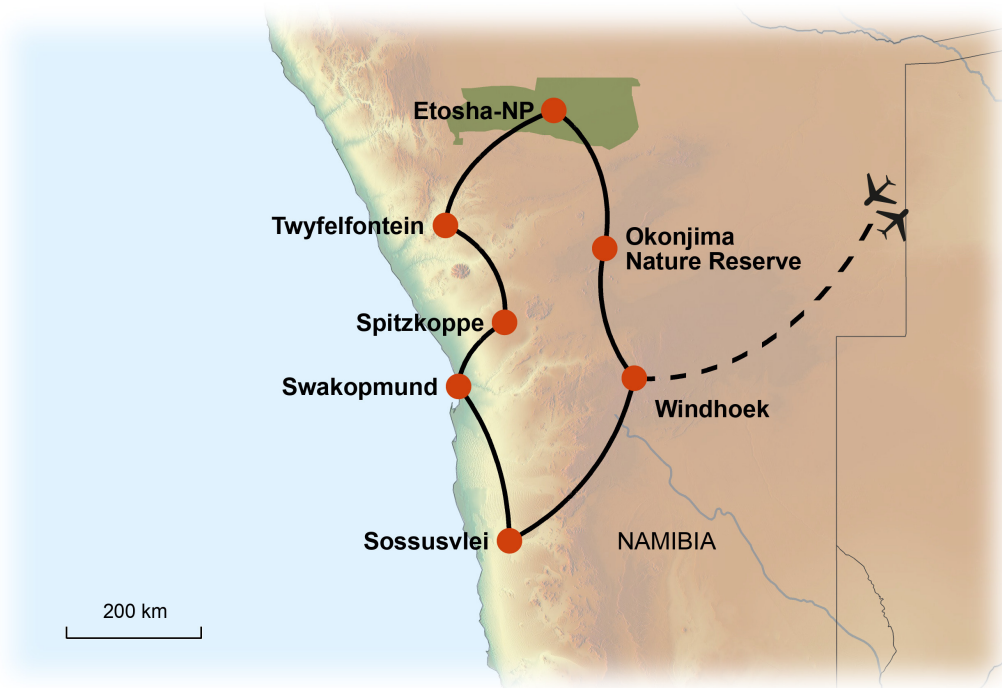 Etosha-NP
Twyfelfontein
Okonjima
Nature Reserve
Spitzkoppe
Swakopmund
Windhoek
Sossusvlei
NAMIBIA
200 km